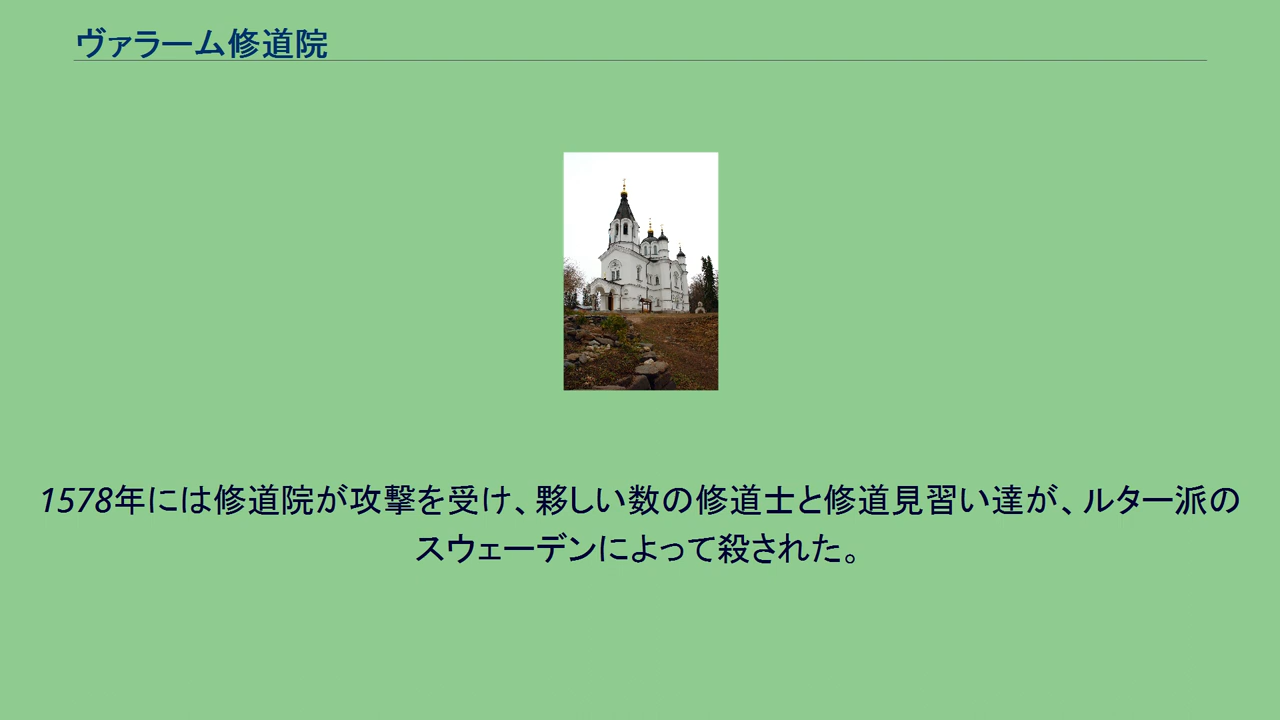 ヴァラーム修道院
1578年には修道院が攻撃を受け、夥しい数の修道士と修道見習い達が、ルター派の
スウェーデンによって殺された。